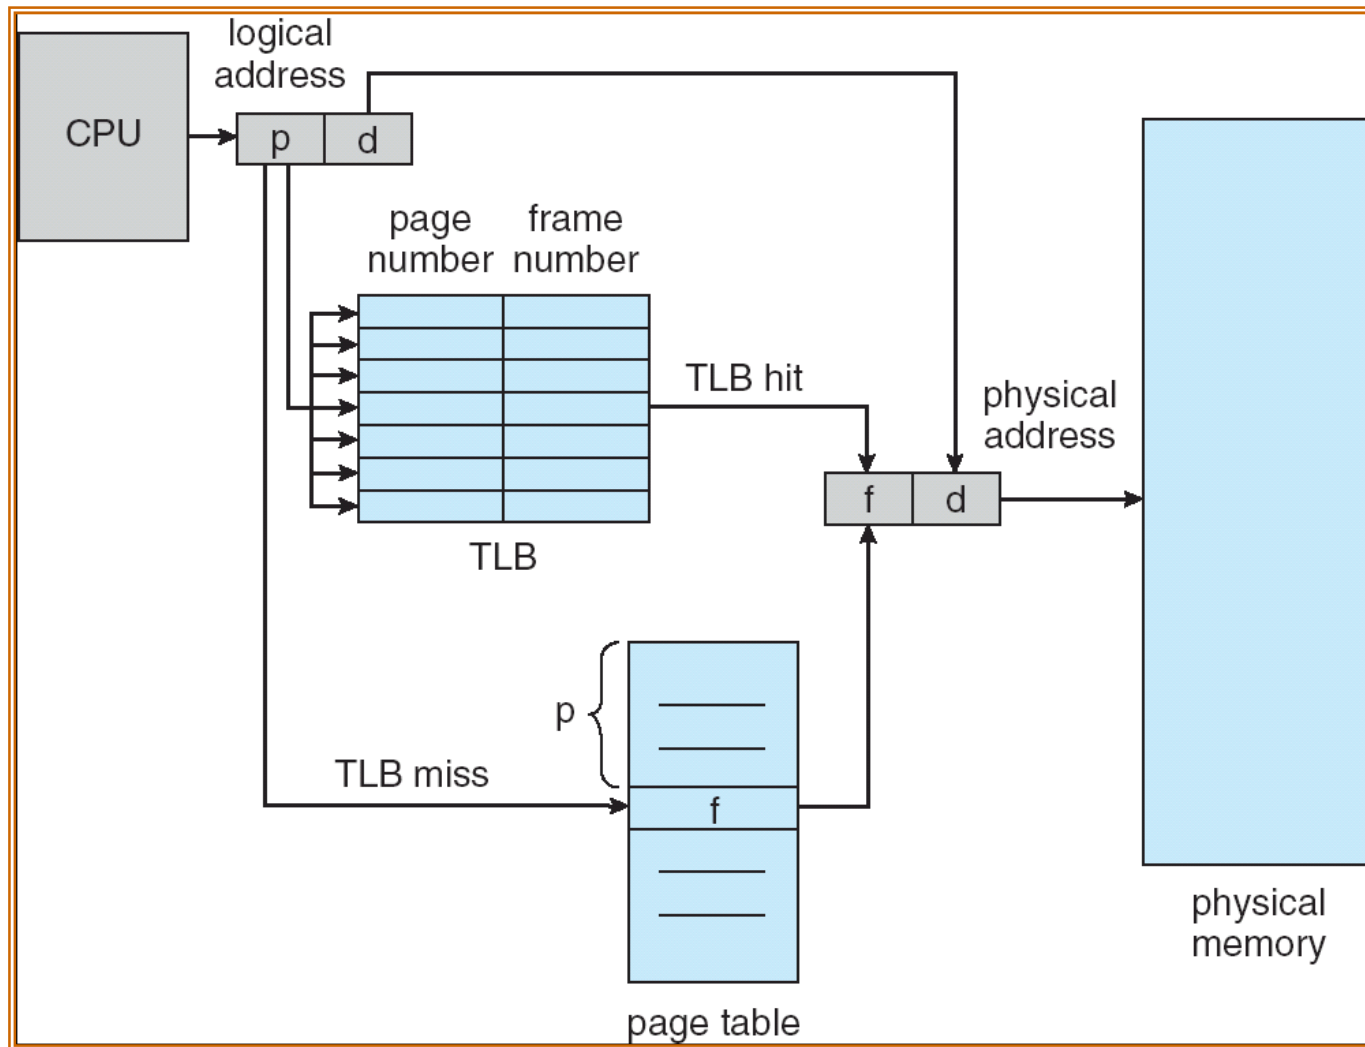 logical
address
CPU
p d
page frame
number number
TLB hit
physical
address
f d
TLB
p
TLB miss
f
physical
memory
page table